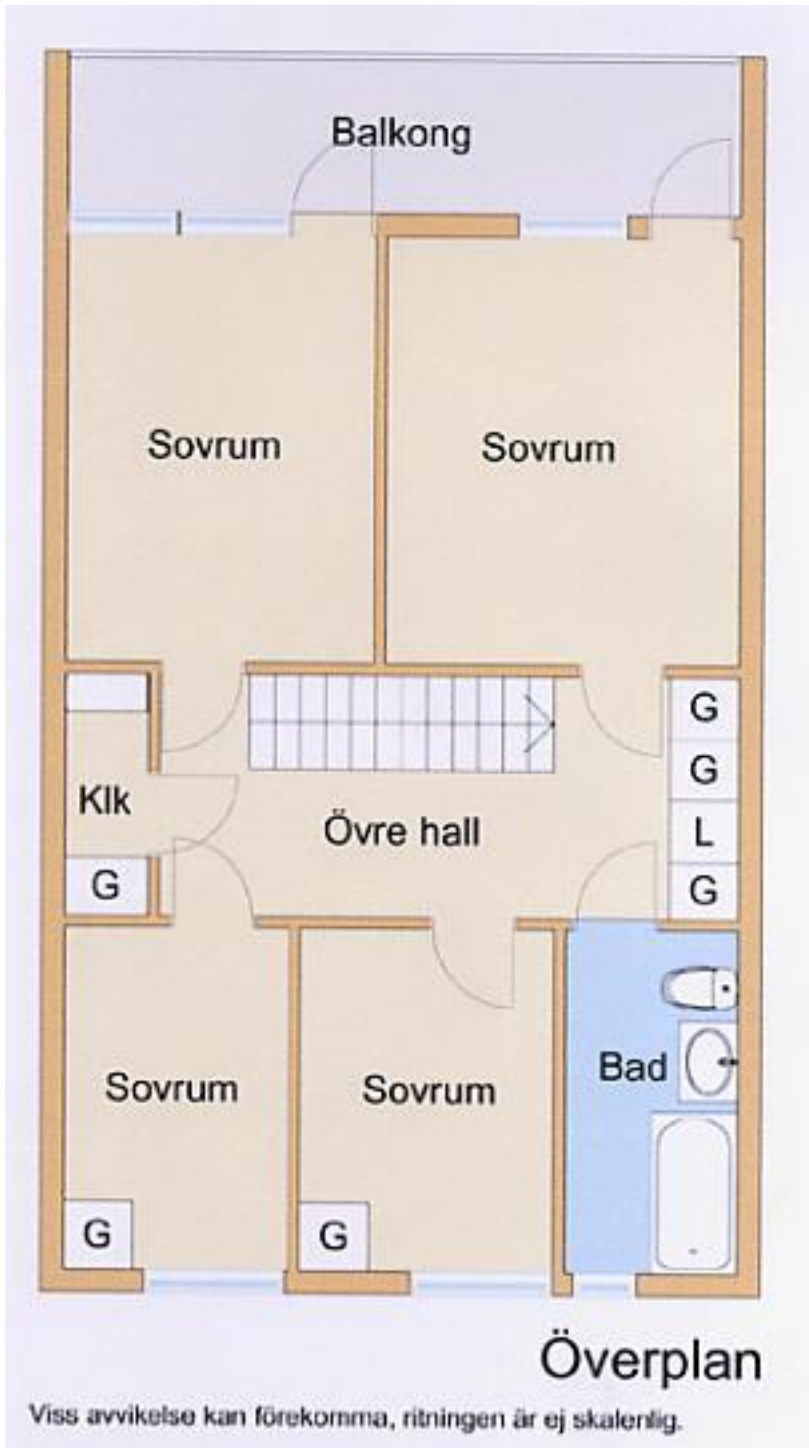 Balkong
Sovrum
Sovrum
G
G
Klk
Övre hall
L
G
G
Sovrum
Sovrum
Bad
G
G
Överplan
Viss avvikelse kan förekomma, ritningen är ej skalenlig.